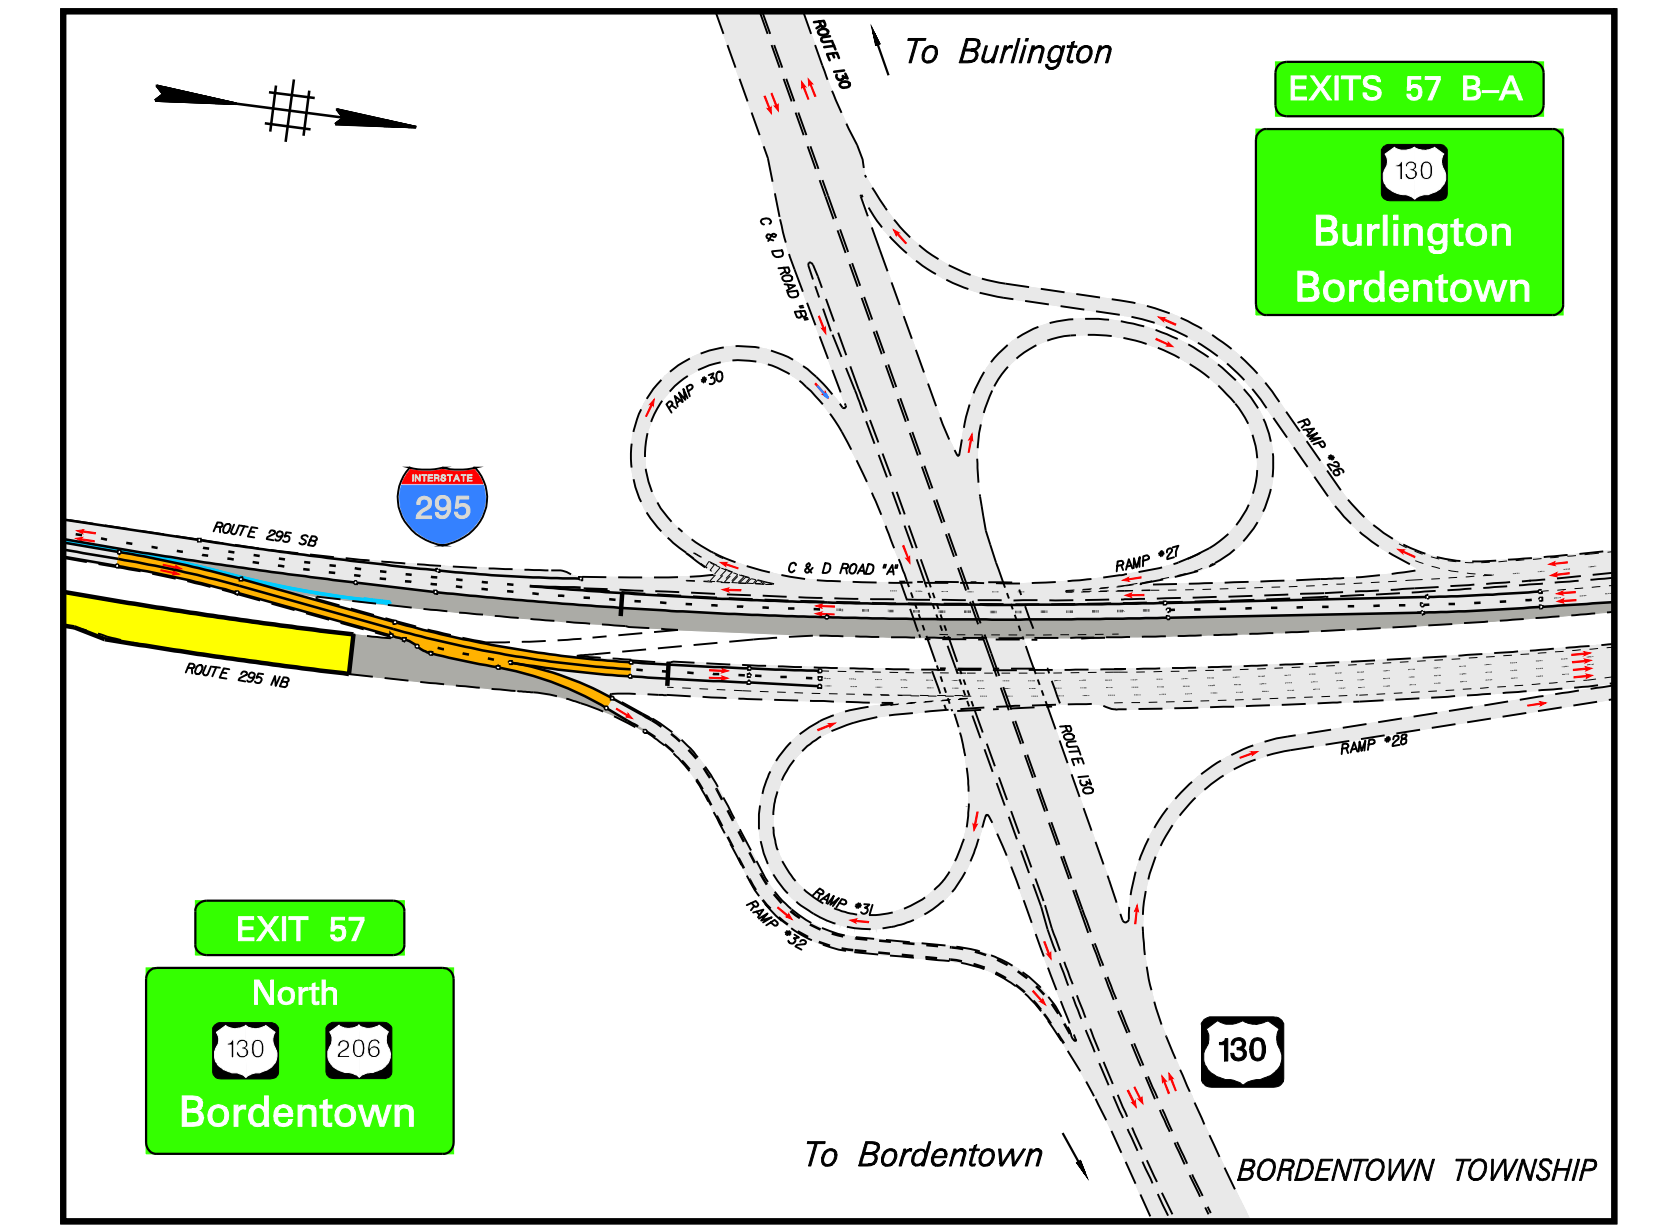 ROUTE 130
To Burlington
EXITS 57 B–A
130
Burlington
Bordentown
C & D ROAD "B"
RAMP #30
RAMP #26
INTERSTATE
295
ROUTE 295 SB
C & D ROAD "A"
RAMP #27
ROUTE 295 NB
ROUTE 130
RAMP #28
RAMP #31
RAMP #32
EXIT 57
North
130 206
Bordentown
130
To Bordentown
BORDENTOWN TOWNSHIP